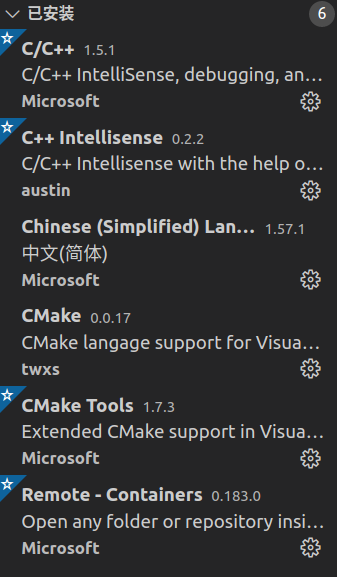 已安装 6
C/C++ 1.5.1
C/C++ IntelliSense, debugging, an...
Microsoft
C++ Intellisense 0.2.2
C/C++ Intellisense with the help o...
austin
Chinese (Simplified) Lan... 1.57.1
中文(简体)
Microsoft
CMake 0.0.17
CMake langage support for Visua...
twxs
CMake Tools 1.7.3
Extended CMake support in Visua...
Microsoft
Remote - Containers 0.183.0
Open any folder or repository insi...
Microsoft